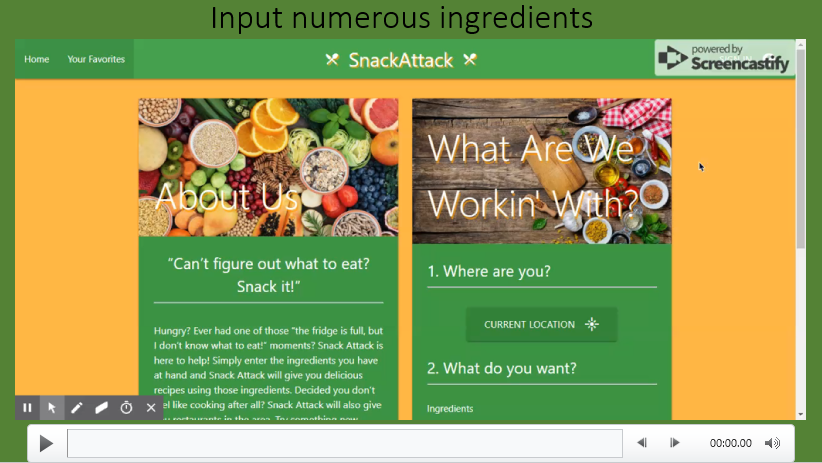 Input numerous ingredients
Home
Your Favorites
SnackAttack
powered by
Screencastify
About Us
What Are We
Workin' With?
“Can’t figure out what to eat?
Snack it!”
Hungry? Ever had one of those “the fridge is full, but
I don’t know what to eat!” moments? Snack Attack is
here to help! Simply enter the ingredients you have
at hand and Snack Attack will give you delicious
recipes using those ingredients. Decided you don’t
like cooking after all? Snack Attack will also give
restaurants in the area. Try something new
1. Where are you?
CURRENT LOCATION
2. What do you want?
Ingredients
00:00.00